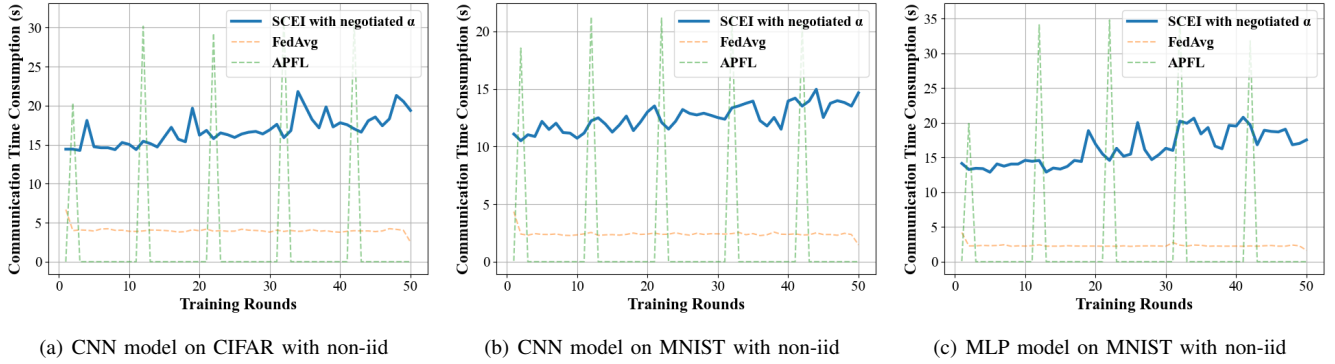 Communication Time Consumption (s)
30
25
20
15
10
5
0
SCEI with negotiated α
FedAvg
APFL
0 10 20 30 40 50
Training Rounds
(a) CNN model on CIFAR with non-iid
Communication Time Consumption (s)
20
15
10
5
0
SCEI with negotiated α
FedAvg
APFL
0 10 20 30 40 50
Training Rounds
(b) CNN model on MNIST with non-iid
Communication Time Consumption (s)
35
30
25
20
15
10
5
0
SCEI with negotiated α
FedAvg
APFL
0 10 20 30 40 50
Training Rounds
(c) MLP model on MNIST with non-iid